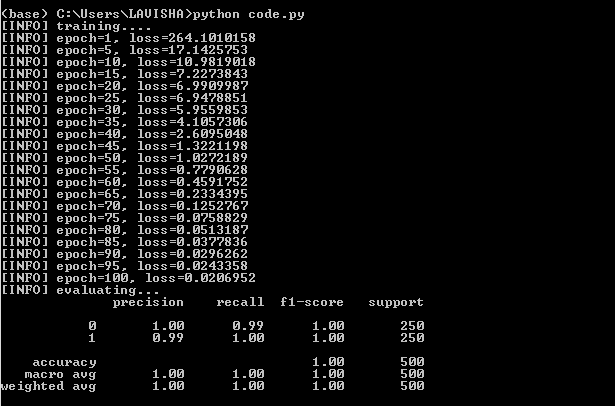 (base) C:\Users\LAVISHA>python code.py
[INFO] training....
[INFO] epoch=1, loss=264.1010158
[INFO] epoch=5, loss=17.1425753
[INFO] epoch=10, loss=10.9819018
[INFO] epoch=15, loss=7.2273843
[INFO] epoch=20, loss=6.9909987
[INFO] epoch=25, loss=6.9478851
[INFO] epoch=30, loss=5.9559853
[INFO] epoch=35, loss=4.1057306
[INFO] epoch=40, loss=2.6095048
[INFO] epoch=45, loss=1.3221198
[INFO] epoch=50, loss=1.0272189
[INFO] epoch=55, loss=0.7790628
[INFO] epoch=60, loss=0.4591752
[INFO] epoch=65, loss=0.2334395
[INFO] epoch=70, loss=0.1252767
[INFO] epoch=75, loss=0.0758829
[INFO] epoch=80, loss=0.0513187
[INFO] epoch=85, loss=0.0377836
[INFO] epoch=90, loss=0.0296262
[INFO] epoch=95, loss=0.0243358
[INFO] epoch=100, loss=0.0206952
[INFO] evaluating...
precision recall f1-score support
0 1.00 0.99 1.00 250
1 0.99 1.00 1.00 250
accuracy 1.00 500
macro avg 1.00 1.00 1.00 500
weighted avg 1.00 1.00 1.00 500